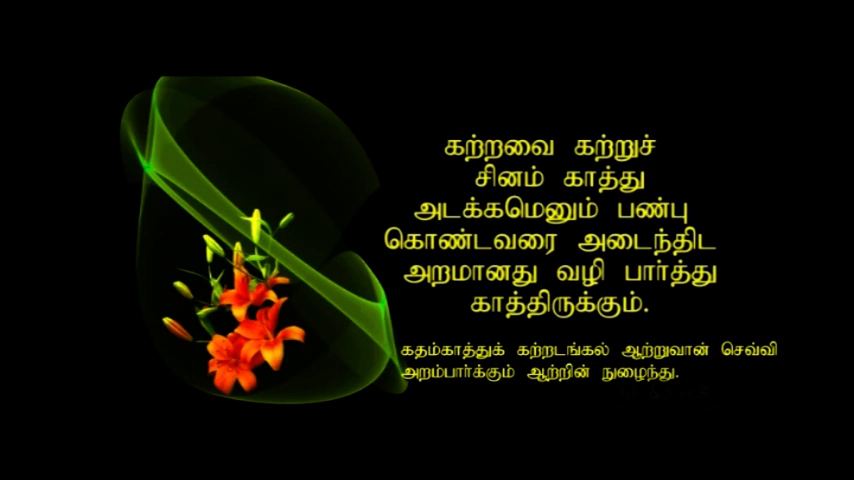 கற்றவை கற்றுச்
சினம் காத்து
அடக்கமெனும் பண்பு
கொண்டவரை அடைந்திட
அறமானது வழி பார்த்து
காத்திருக்கும்.
கதம்காத்துக் கற்றடங்கல் ஆற்றுவான் செவ்வி
அறம்பார்க்கும் ஆற்றின் நுழைந்து.